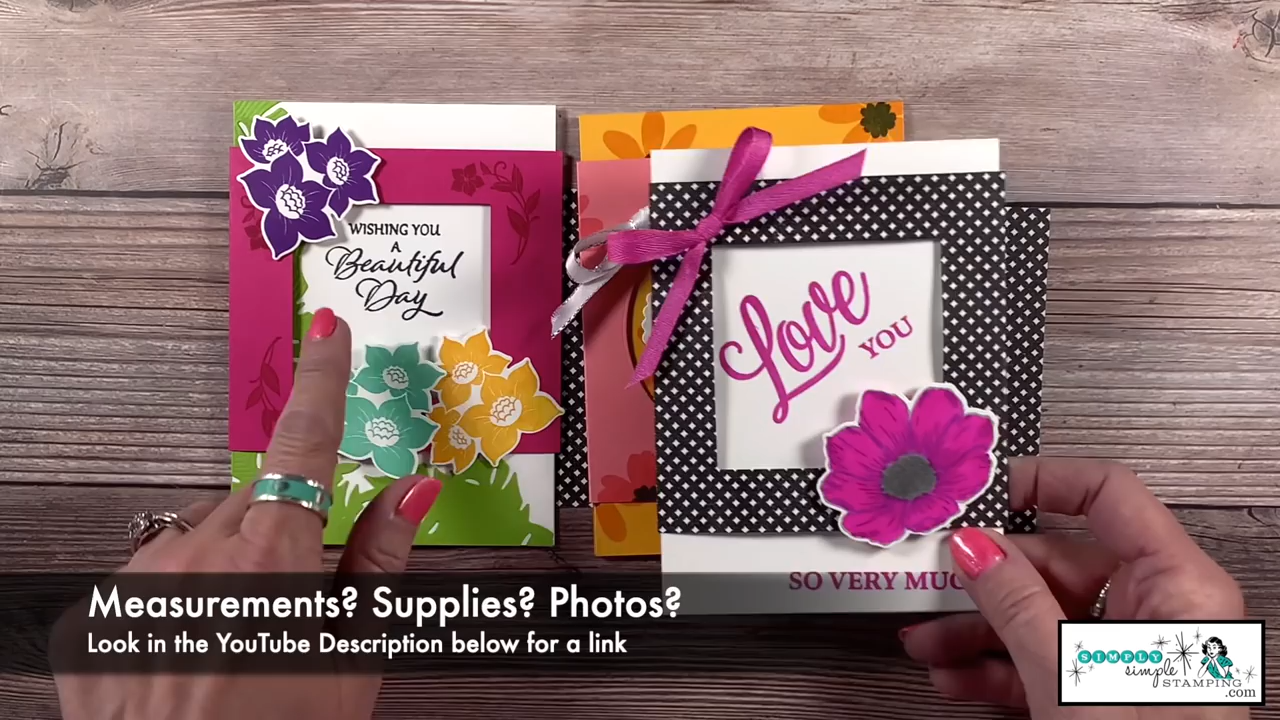 WISHING YOU
A
Beautiful
Day
Love
YOU
SO VERY
Measurements? Supplies? Photos?
Look in the YouTube Description below for a link
SIMPLY
simple
STAMPING
.com